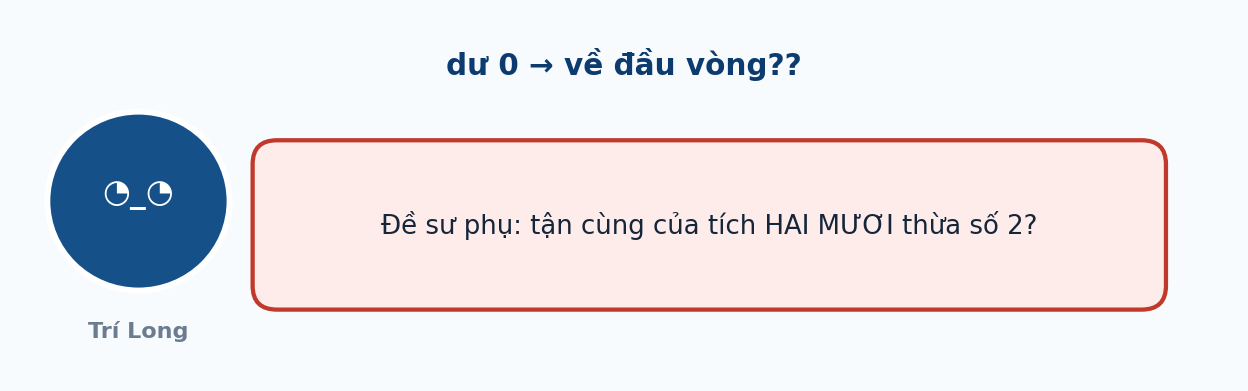 dư 0 → về đầu vòng??
◔_◔
Đề sư phụ: tận cùng của tích HAI MƯƠI thừa số 2?
Trí Long